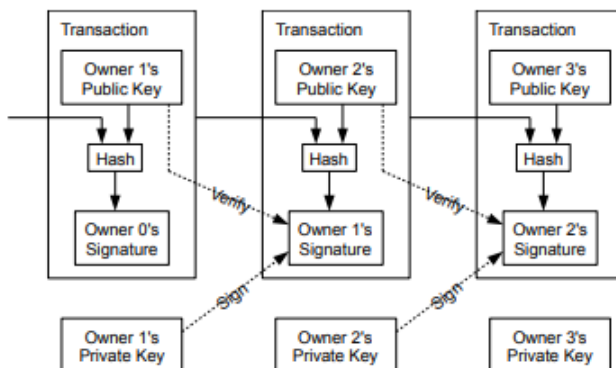 Transaction
Transaction
Transaction
Owner 1's
Public Key
Owner 2's
Public Key
Owner 3's
Public Key
Hash
Hash
Hash
Verify
Verify
Owner 0's
Signature
Owner 1's
Signature
Owner 2's
Signature
Sign
Sign
Owner 1's
Private Key
Owner 2's
Private Key
Owner 3's
Private Key